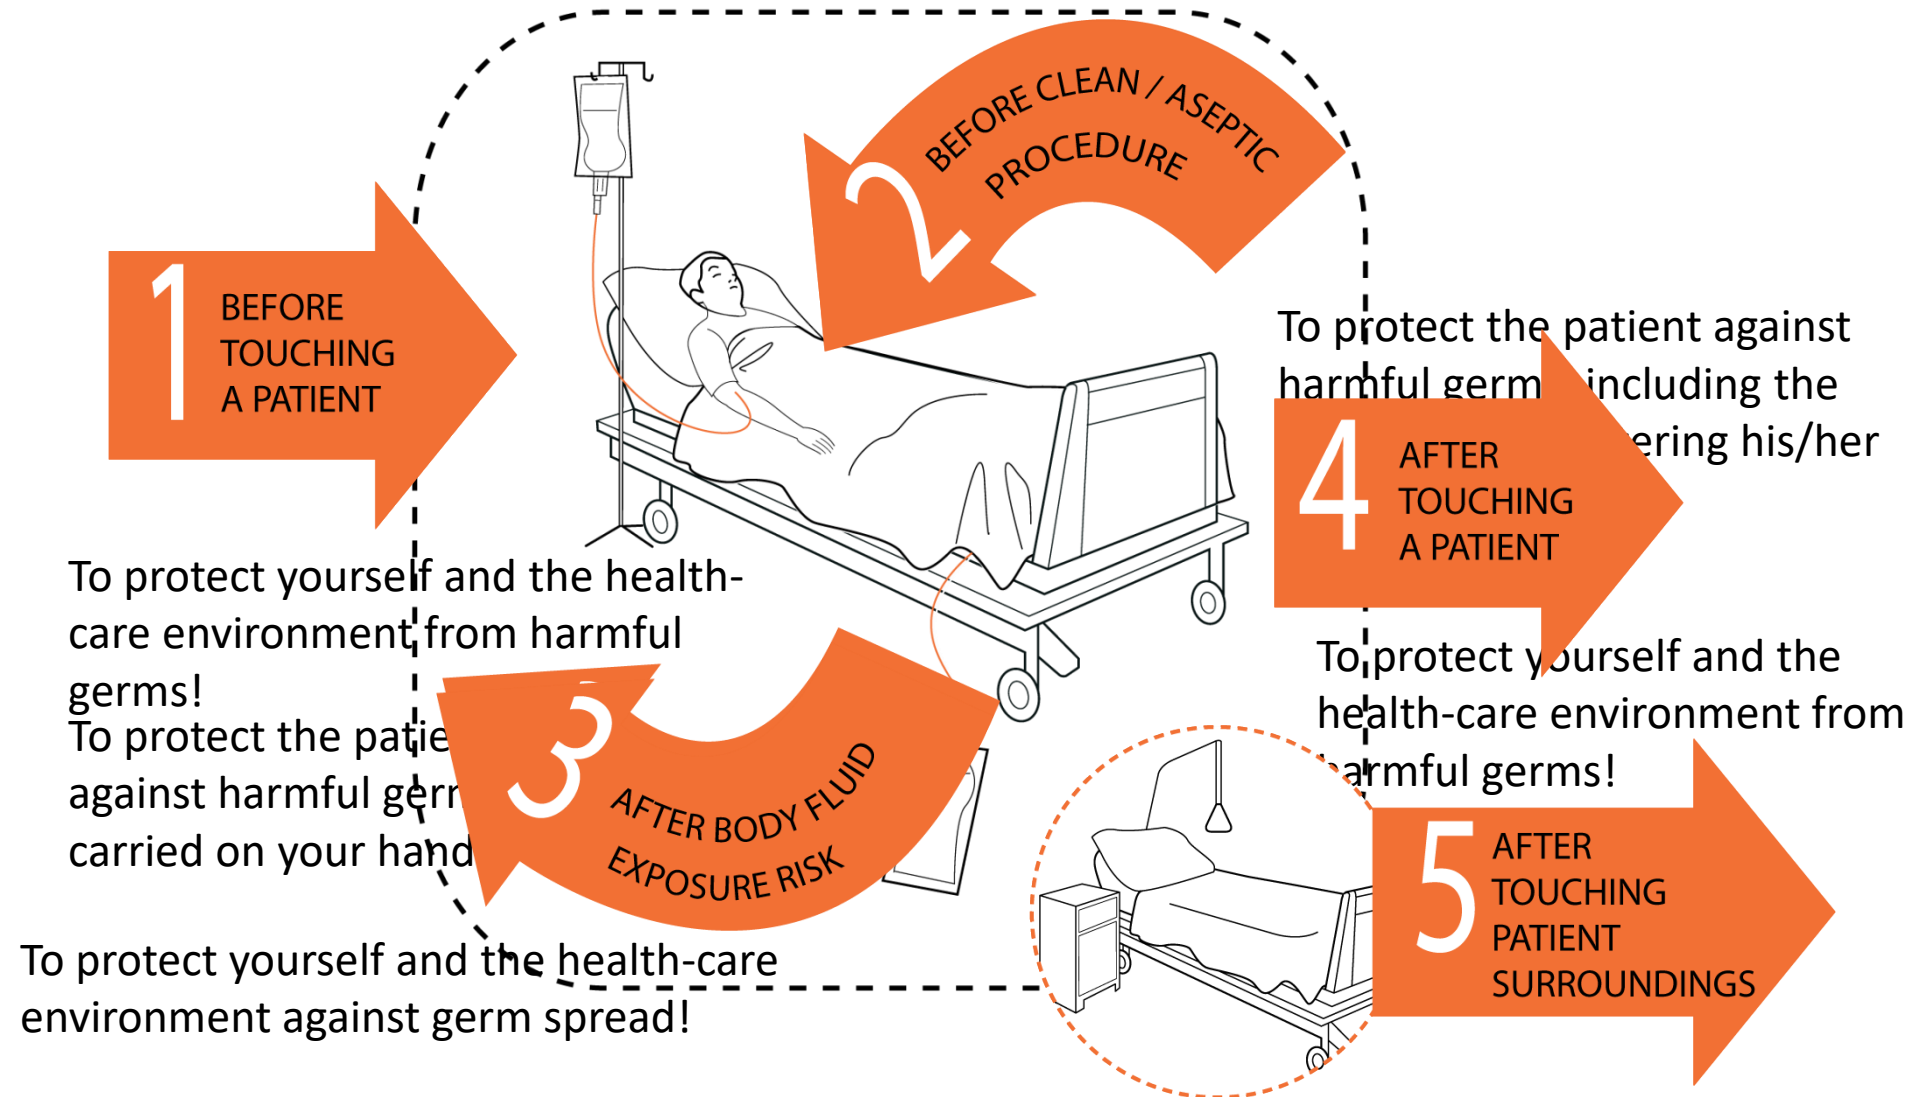 2
BEFORE CLEAN / ASEPTIC
PROCEDURE
1
BEFORE
TOUCHING
A PATIENT
To protect the patient against
harmful germ including the
ering his/her
4
AFTER
TOUCHING
A PATIENT
To protect yourself and the health-
care environment from harmful
germs!
To protect the
against harmful
carried on your
3
AFTER BODY FLUID
EXPOSURE RISK
To protect yourself and the
health-care environment from
harmful germs!
5
AFTER
TOUCHING
PATIENT
SURROUNDINGS
To protect yourself and the health-care
environment against germ spread!